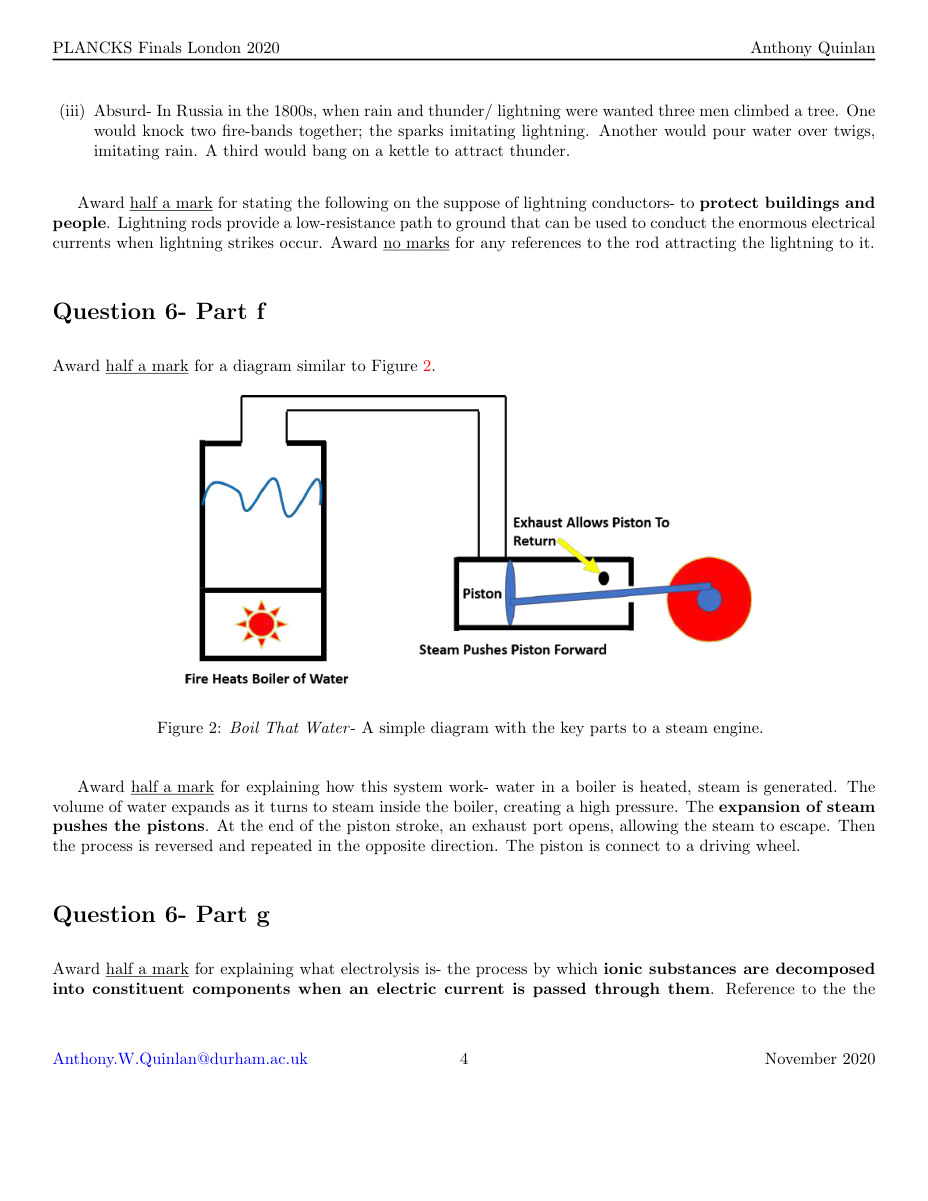 PLANCKS Finals London 2020 Anthony Quinlan
(iii) Absurd- In Russia in the 1800s, when rain and thunder/ lightning were wanted three men climbed a tree. One
would knock two fire-bands together; the sparks imitating lightning. Another would pour water over twigs,
imitating rain. A third would bang on a kettle to attract thunder.
Award half a mark for stating the following on the suppose of lightning conductors- to protect buildings and
people. Lightning rods provide a low-resistance path to ground that can be used to conduct the enormous electrical
currents when lightning strikes occur. Award no marks for any references to the rod attracting the lightning to it.
Question 6- Part f
Award half a mark for a diagram similar to Figure 2.
Exhaust Allows Piston To
Return
Piston
Steam Pushes Piston Forward
Fire Heats Boiler of Water
Figure 2: Boil That Water- A simple diagram with the key parts to a steam engine.
Award half a mark for explaining how this system work- water in a boiler is heated, steam is generated. The
volume of water expands as it turns to steam inside the boiler, creating a high pressure. The expansion of steam
pushes the pistons. At the end of the piston stroke, an exhaust port opens, allowing the steam to escape. Then
the process is reversed and repeated in the opposite direction. The piston is connect to a driving wheel.
Question 6- Part g
Award half a mark for explaining what electrolysis is- the process by which ionic substances are decomposed
into constituent components when an electric current is passed through them. Reference to the the
Anthony.W.Quinlan@durham.ac.uk 4 November 2020